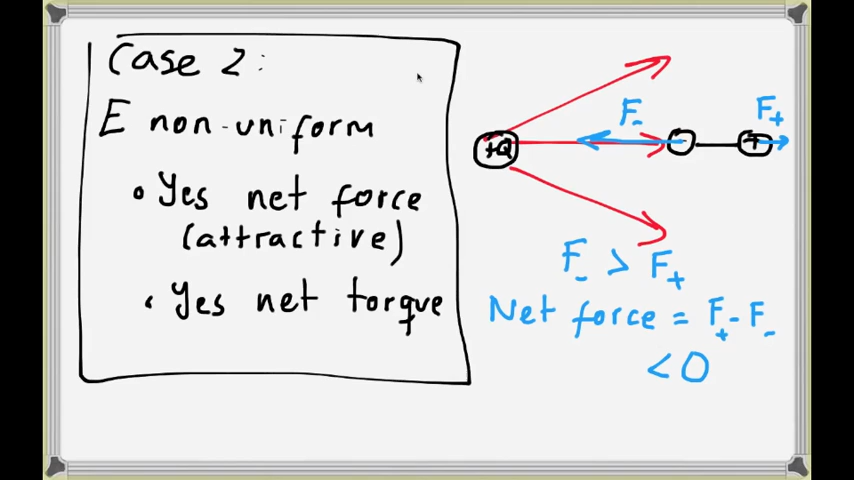 Case 2:
E non-uniform
• Yes net force
(attractive)
• Yes net torque
+Q
F-
-
+
F+
F- > F+
Net force = F+ - F-
< 0